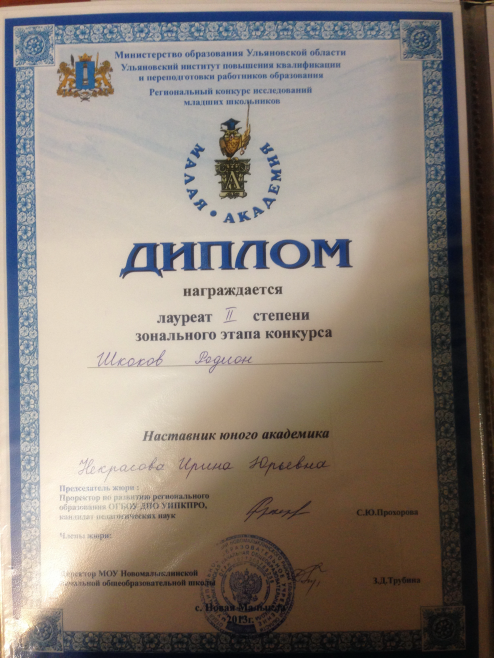 Министерство образования Ульяновской области
Ульяновский институт повышения квалификации
и переподготовки работников образования
Региональный конкурс исследований
младших школьников
МАЛАЯ • АКАДЕМИЯ •
ДИПЛОМ
награждается
лауреат II степени
зонального этапа конкурса
Шкоков Родион
Наставник юного академика
Некрасова Ирина Юрьевна
Председатель жюри :
Проректор по развитию регионального
образования ОГБОУ ДПО УИПКПРО,
кандидат педагогических наук
С.Ю.Прохорова
Члены жюри:
Директор МОУ Новомалыклинской
начальной общеобразовательной школы
З.Д.Трубина
с. Новая Малыкла
2013г.